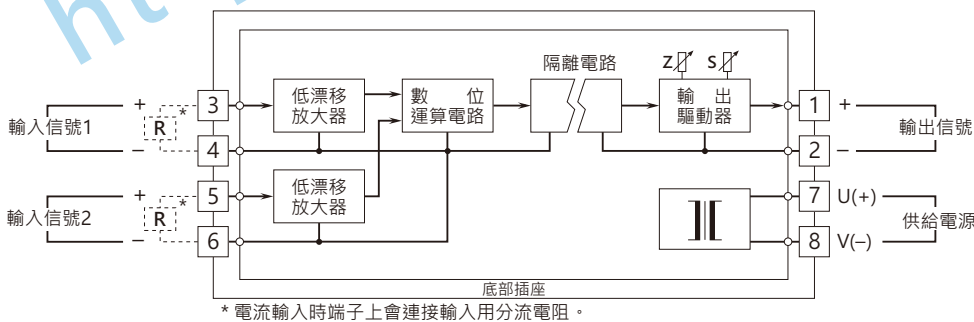 ht
隔離電路
Z S
低漂移
放大器
數 位
運算電路
輸 出
驅動器
輸入信號1
+
−
R
*
3
4
1
+
2
−
輸出信號
低漂移
放大器
輸入信號2
+
−
R
*
5
6
7
U(+)
8
V(−)
供給電源
底部插座
* 電流輸入時端子上會連接輸入用分流電阻。